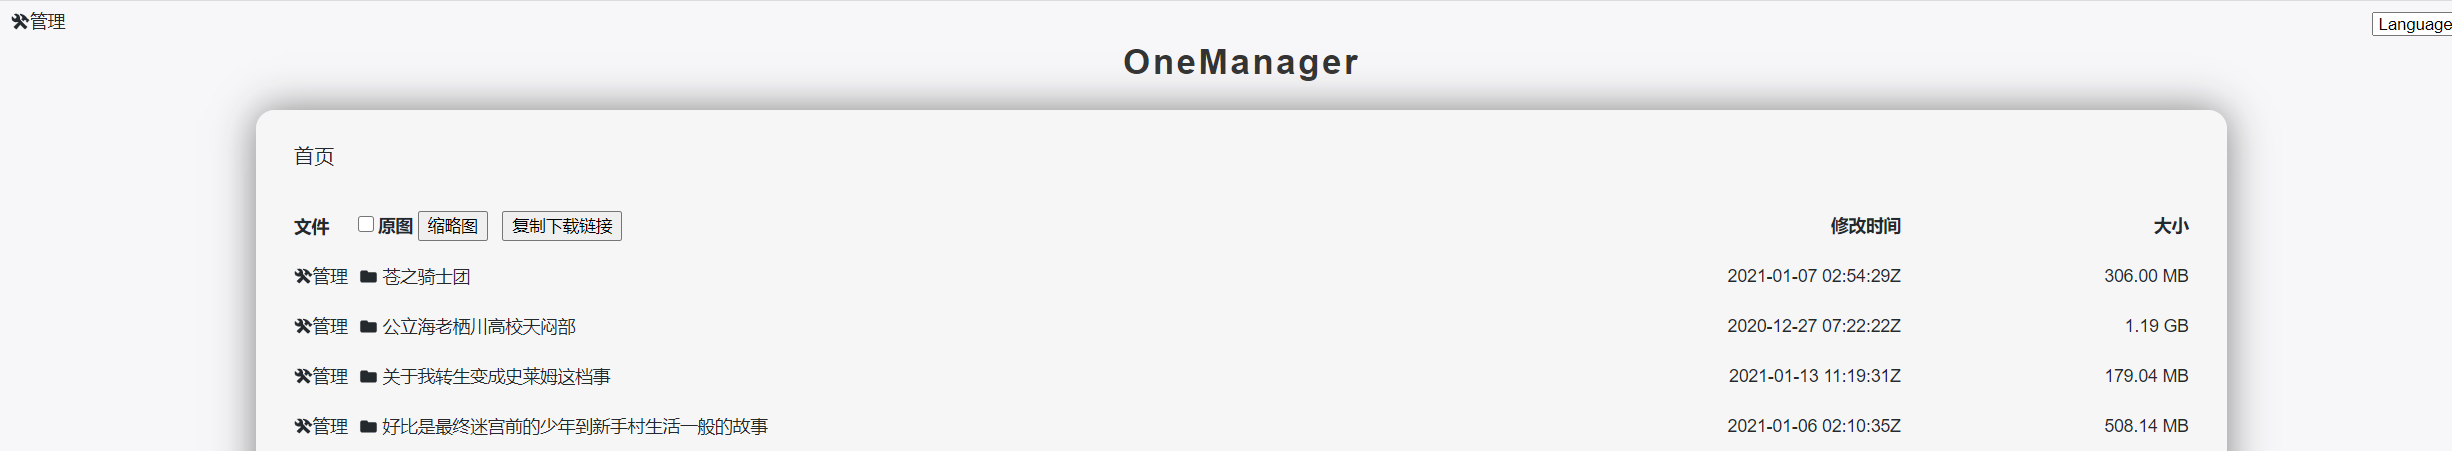 管理
Language
OneManager
首页
文件 原图 缩略图 复制下载链接 修改时间 大小
管理 苍之骑士团 2021-01-07 02:54:29Z 306.00 MB
管理 公立海老栖川高校天闷部 2020-12-27 07:22:22Z 1.19 GB
管理 关于我转生变成史莱姆这档事 2021-01-13 11:19:31Z 179.04 MB
管理 好比是最终迷宫前的少年到新手村生活一般的故事 2021-01-06 02:10:35Z 508.14 MB